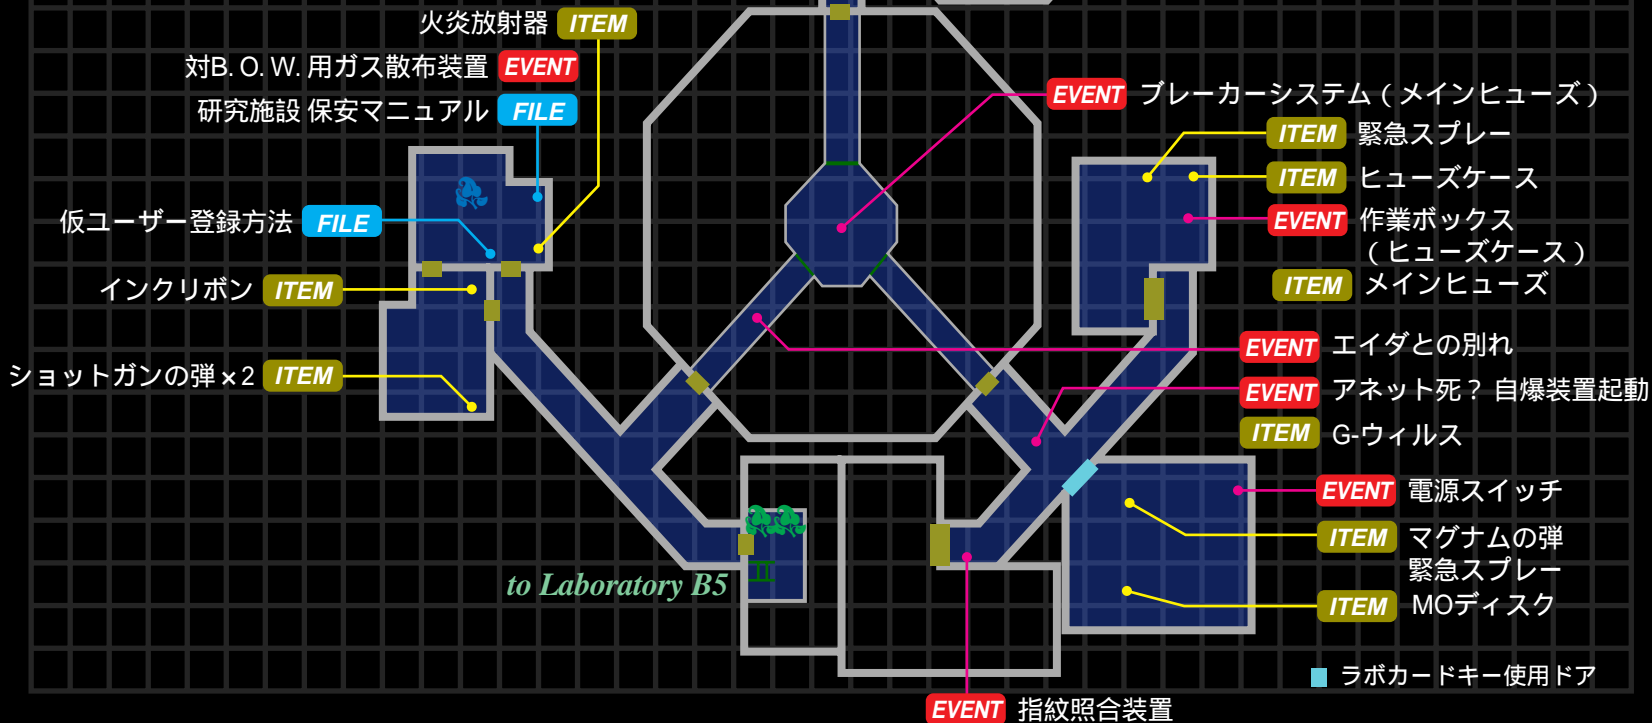 火炎放射器 ITEM
対B.O.W.用ガス散布装置 EVENT
研究施設 保安マニュアル FILE
仮ユーザー登録方法 FILE
インクリボン ITEM
ショットガンの弾×2 ITEM
to Laboratory B5
EVENT ブレーカーシステム(メインヒューズ)
ITEM 緊急スプレー
ITEM ヒューズケース
EVENT 作業ボックス
(ヒューズケース)
ITEM メインヒューズ
EVENT エイダとの別れ
EVENT アネット死? 自爆装置起動
ITEM G-ウィルス
EVENT 電源スイッチ
ITEM マグナムの弾
緊急スプレー
ITEM MOディスク
ラボカードキー使用ドア
EVENT 指紋照合装置